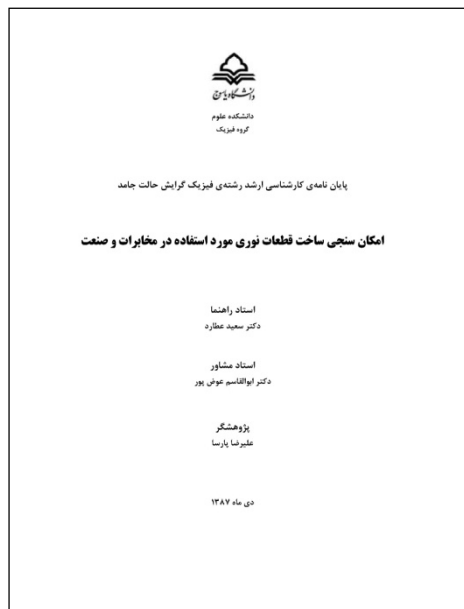 دانشگاه یاسوج
دانشکده علوم
گروه فیزیک
پایان نامه‌ی کارشناسی ارشد رشته‌ی فیزیک گرایش حالت جامد
امکان سنجی ساخت قطعات نوری مورد استفاده در مخابرات و صنعت
استاد راهنما
دکتر سعید عطارد
استاد مشاور
دکتر ابوالقاسم عوض پور
پژوهشگر
علیرضا پارسا
دی ماه ۱۳۸۷